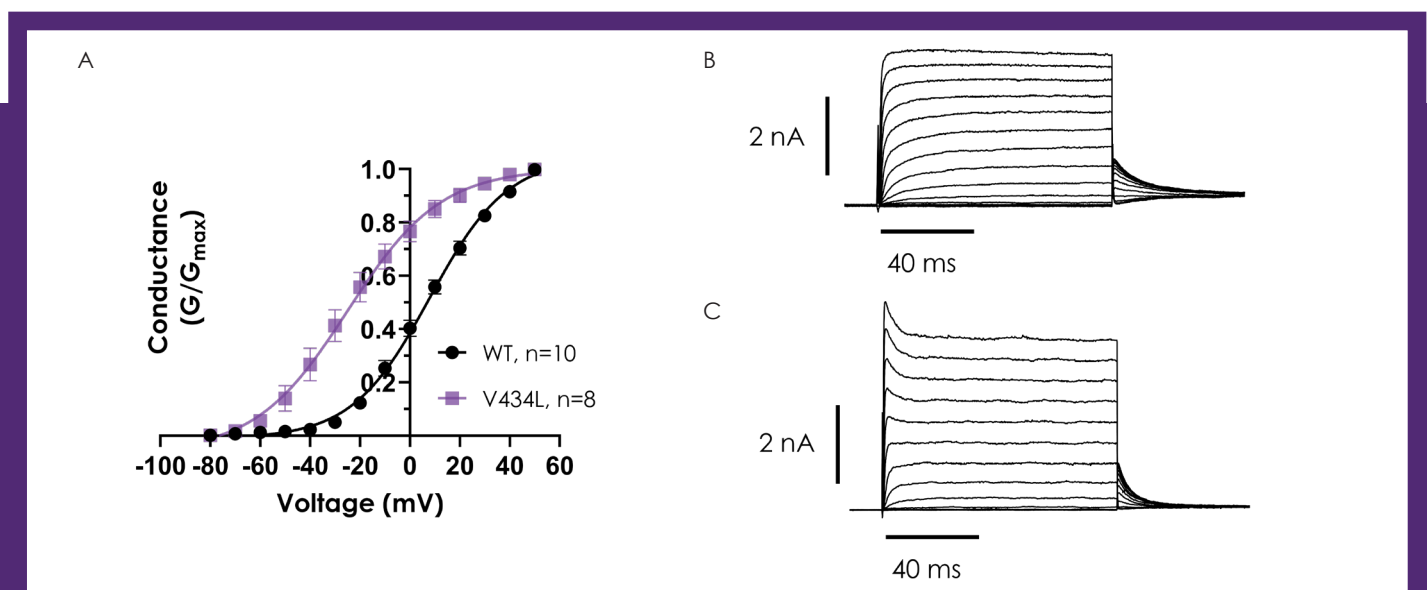 A
Conductance
(G/Gmax)
1.0
0.8
0.6
0.4
0.2
WT, n=10
V434L, n=8
-100 -80 -60 -40 -20 0 20 40 60
Voltage (mV)
B
2 nA
40 ms
C
2 nA
40 ms